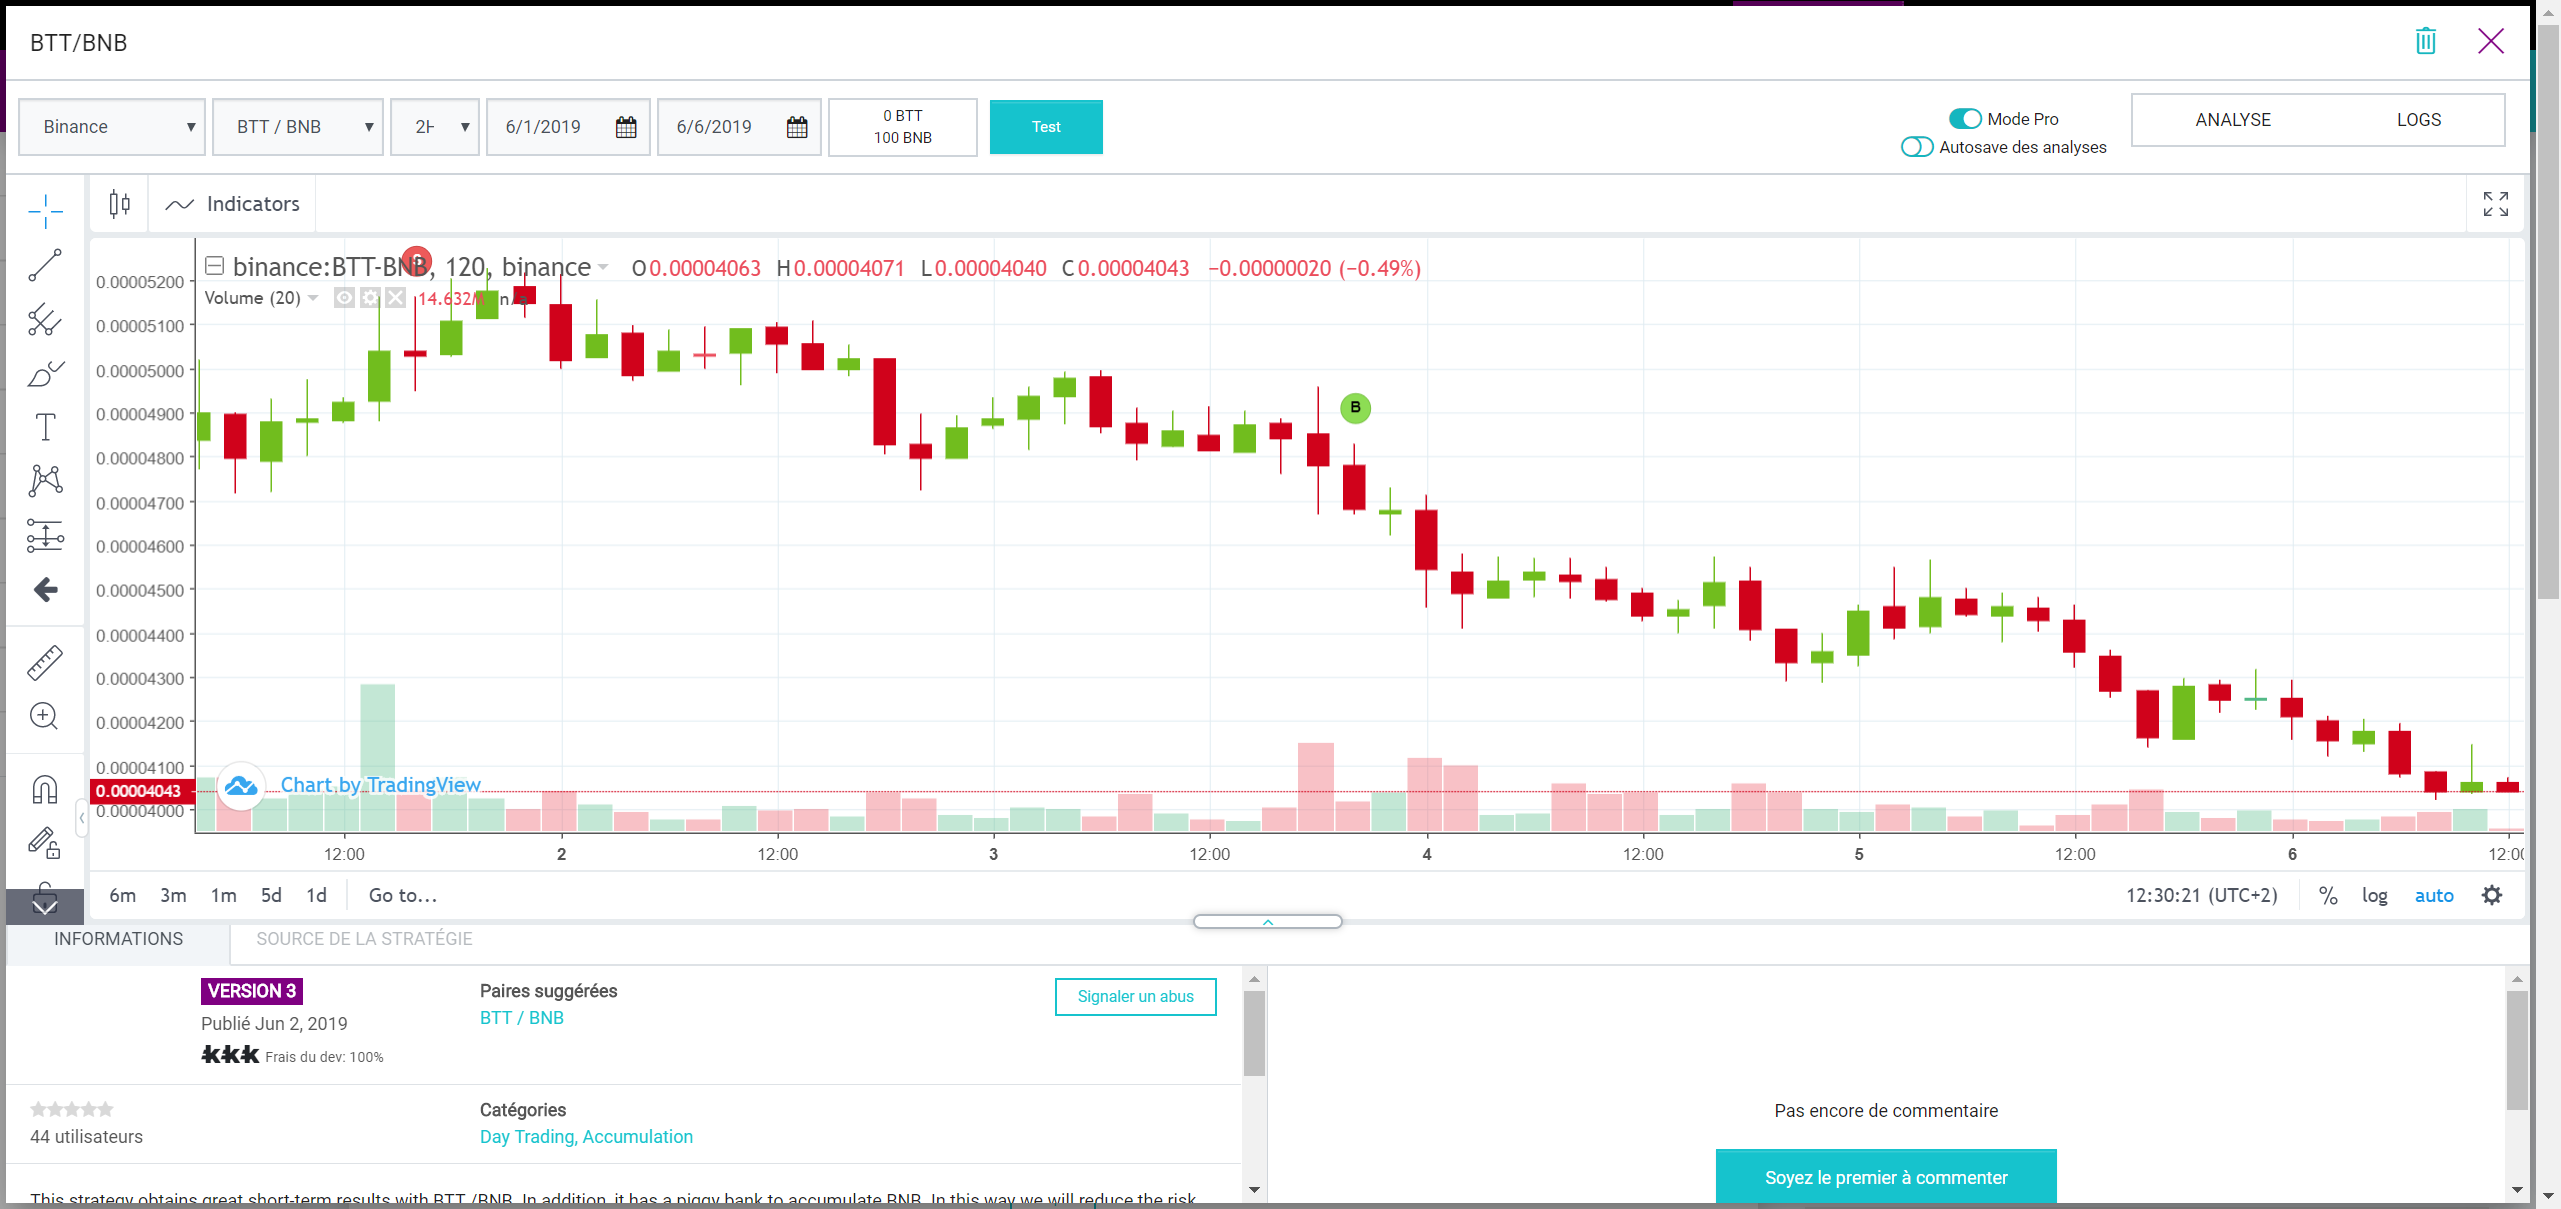 BTT/BNB
Binance
BTT / BNB
2H
6/1/2019
6/6/2019
0 BTT
100 BNB
Test
Mode Pro
Autosave des analyses
ANALYSE
LOGS
Indicators
binance:BTT-BNB, 120, binance
O0.00004063 H0.00004071 L0.00004040 C0.00004043 −0.00000020 (−0.49%)
Volume (20)
14.632M n/a
B
0.00005200
0.00005100
0.00005000
0.00004900
0.00004800
0.00004700
0.00004600
0.00004500
0.00004400
0.00004300
0.00004200
0.00004100
0.00004043
0.00004000
Chart by TradingView
12:00 2 12:00 3 12:00 4 12:00 5 12:00 6 12:00
6m 3m 1m 5d 1d Go to...
12:30:21 (UTC+2) % log auto
INFORMATIONS
SOURCE DE LA STRATÉGIE
VERSION 3
Publié Jun 2, 2019
Frais du dev: 100%
Paires suggérées
BTT / BNB
Signaler un abus
44 utilisateurs
Catégories
Day Trading, Accumulation
This strategy obtains great short-term results with BTT /BNB. In addition, it has a piggy bank to accumulate BNB. In this way we will reduce the risk
Pas encore de commentaire
Soyez le premier à commenter